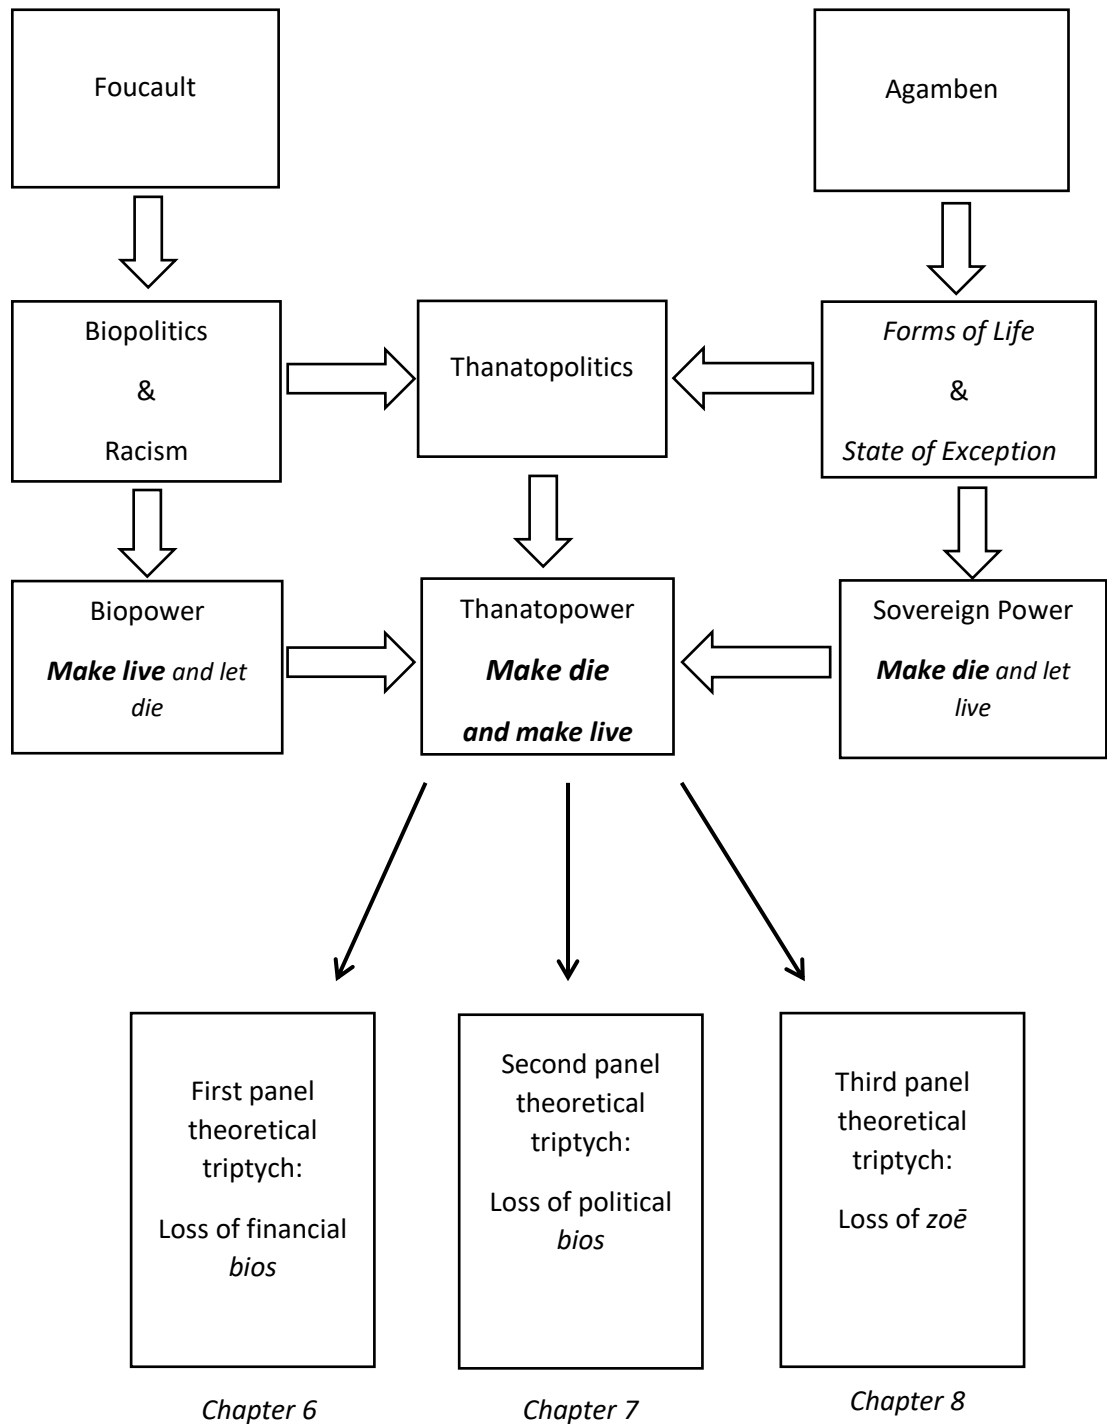 Foucault
Agamben
Biopolitics
&
Racism
Thanatopolitics
Forms of Life
&
State of Exception
Biopower
Make live and let
die
Thanatopower
Make die
and make live
Sovereign Power
Make die and let
live
First panel
theoretical
triptych:
Loss of financial
bios
Second panel
theoretical
triptych:
Loss of political
bios
Third panel
theoretical
triptych:
Loss of zoē
Chapter 6
Chapter 7
Chapter 8